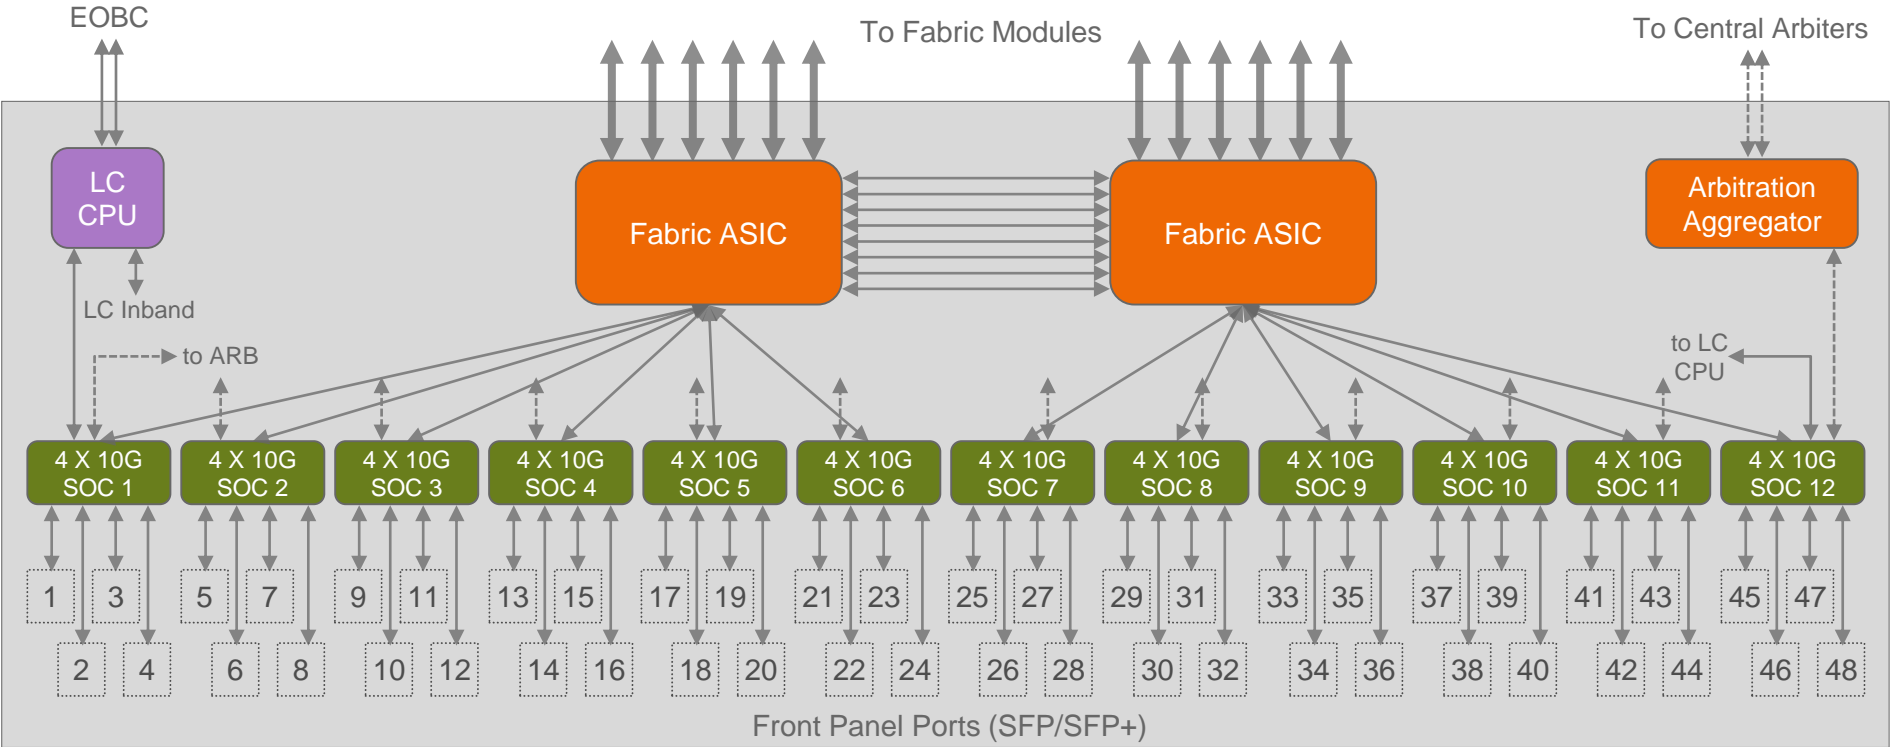 EOBC
To Fabric Modules
To Central Arbiters
LC
CPU
Fabric ASIC
Fabric ASIC
Arbitration
Aggregator
LC Inband
to ARB
to LC
CPU
4 X 10G
SOC 1
4 X 10G
SOC 2
4 X 10G
SOC 3
4 X 10G
SOC 4
4 X 10G
SOC 5
4 X 10G
SOC 6
4 X 10G
SOC 7
4 X 10G
SOC 8
4 X 10G
SOC 9
4 X 10G
SOC 10
4 X 10G
SOC 11
4 X 10G
SOC 12
1 3 5 7 9 11 13 15 17 19 21 23 25 27 29 31 33 35 37 39 41 43 45 47
2 4 6 8 10 12 14 16 18 20 22 24 26 28 30 32 34 36 38 40 42 44 46 48
Front Panel Ports (SFP/SFP+)